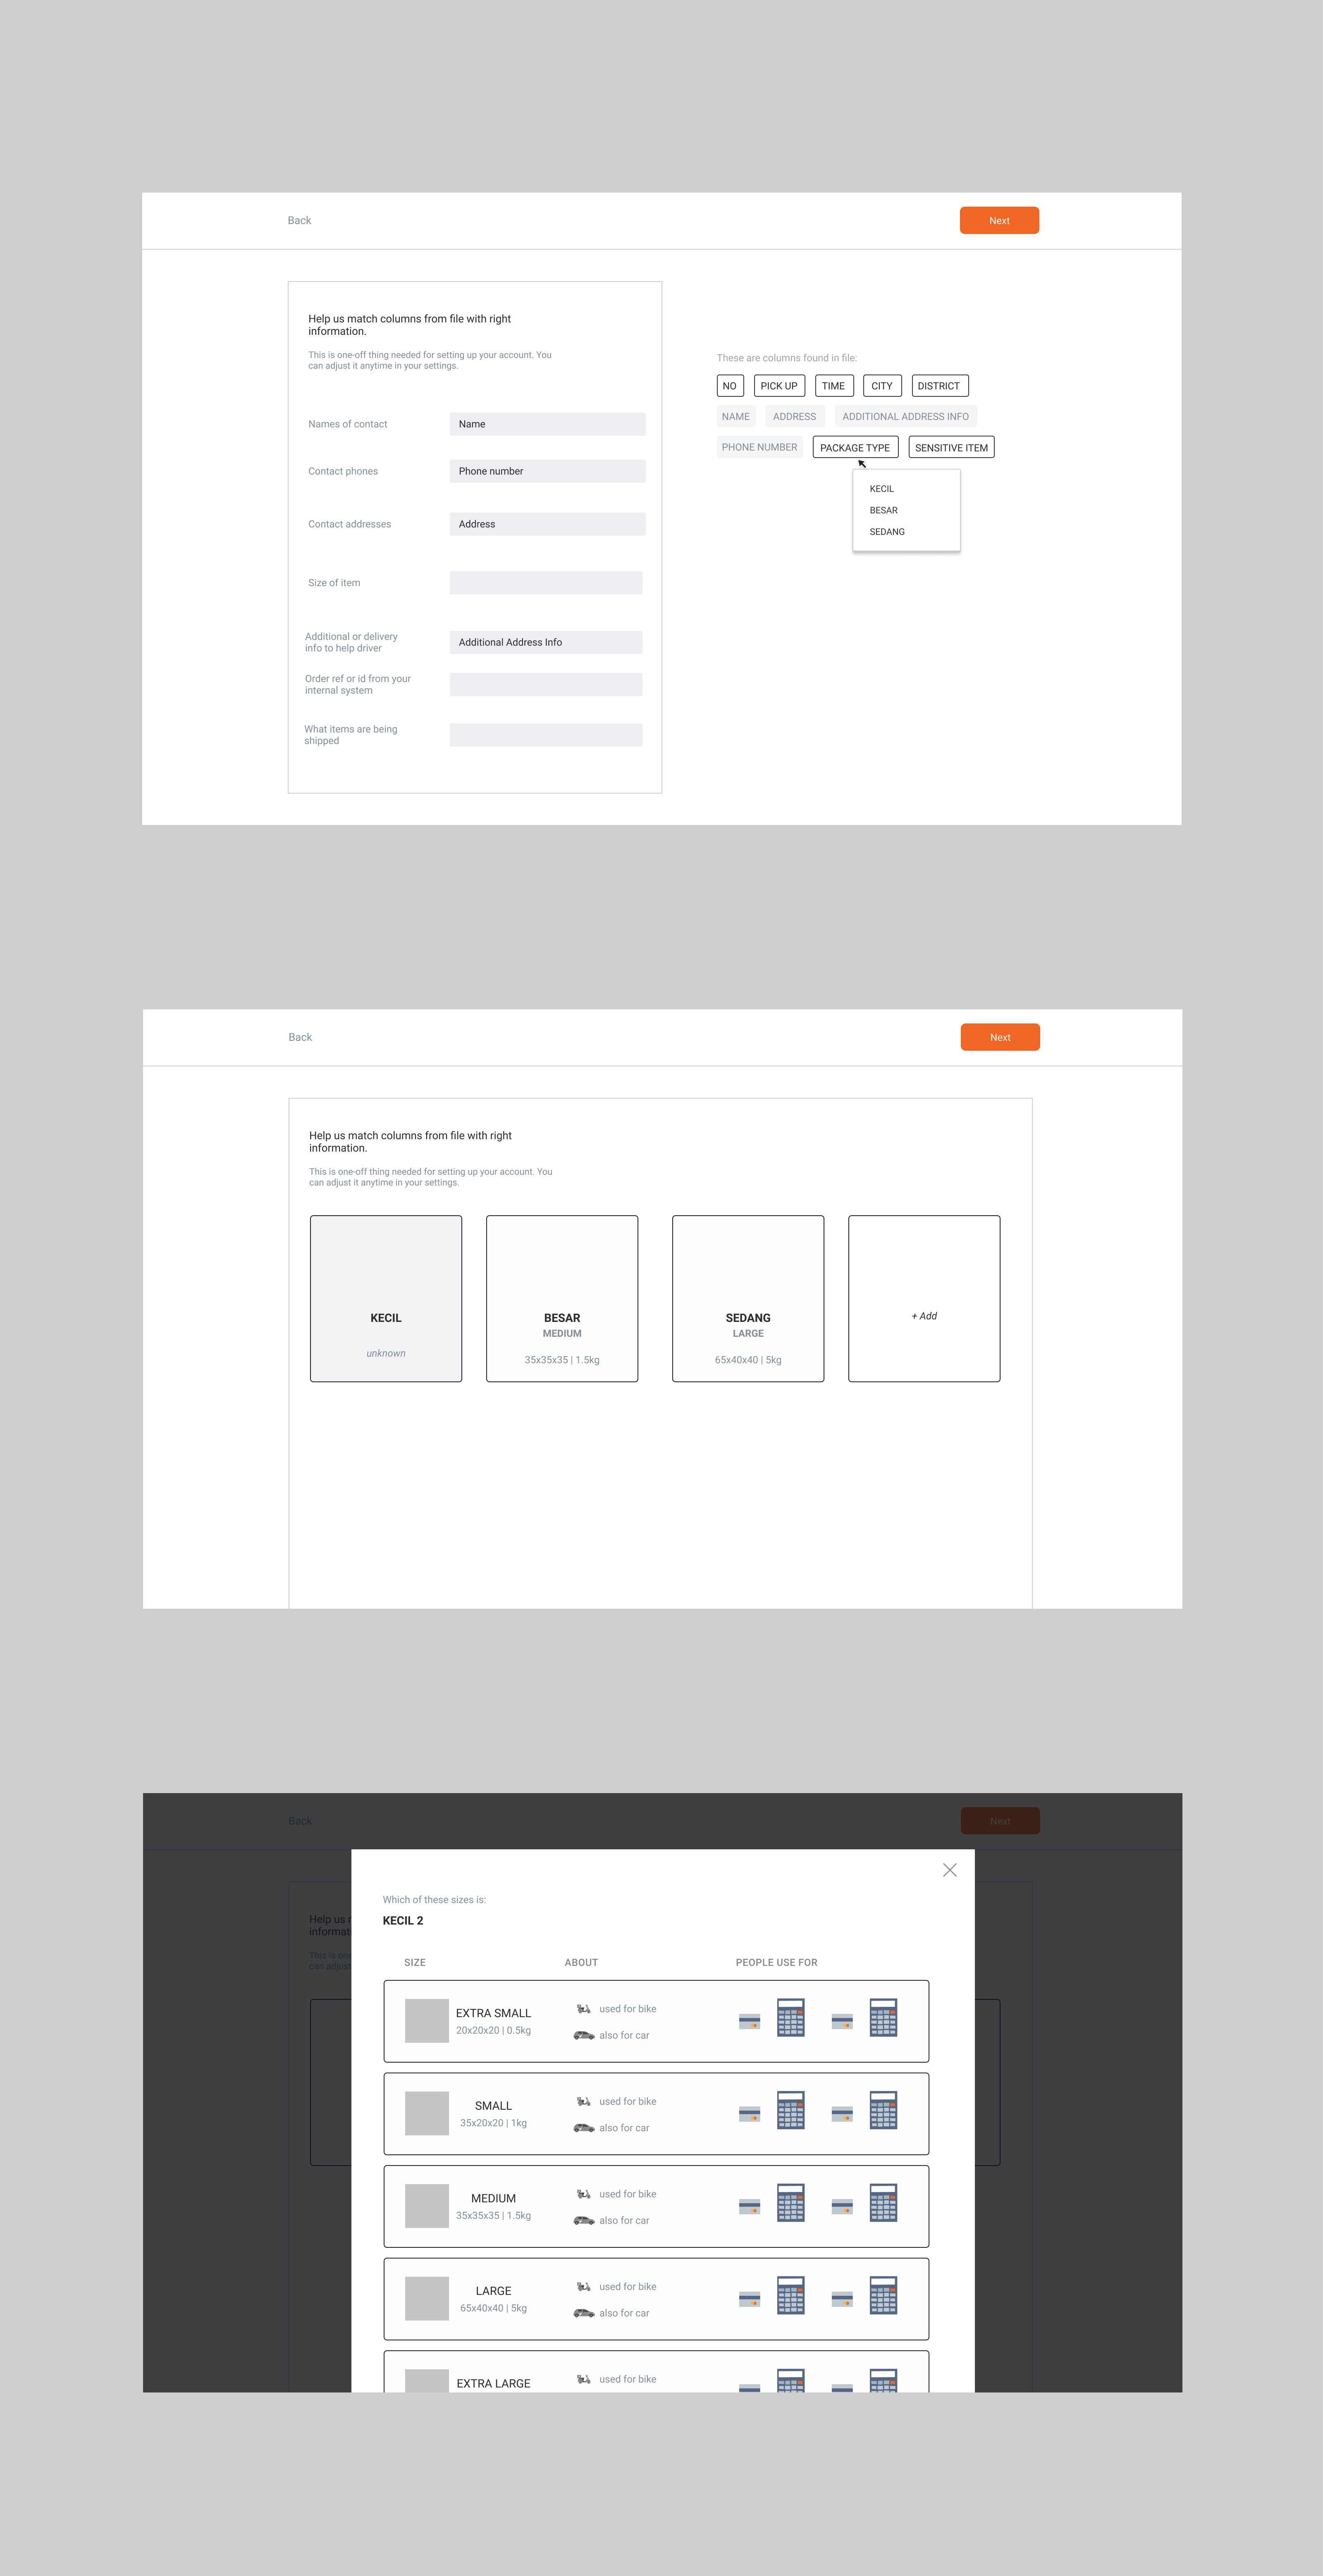 Back
Next
Help us match columns from file with right
information.
This is one-off thing needed for setting up your account. You
can adjust it anytime in your settings.
Names of contact
Name
Contact phones
Phone number
Contact addresses
Address
Size of item
Additional or delivery
info to help driver
Additional Address Info
Order ref or id from your
internal system
What items are being
shipped
These are columns found in file:
NO PICK UP TIME CITY DISTRICT
NAME ADDRESS ADDITIONAL ADDRESS INFO
PHONE NUMBER PACKAGE TYPE SENSITIVE ITEM
KECIL
BESAR
SEDANG
Back
Next
Help us match columns from file with right
information.
This is one-off thing needed for setting up your account. You
can adjust it anytime in your settings.
KECIL
unknown
BESAR
MEDIUM
35x35x35 | 1.5kg
SEDANG
LARGE
65x40x40 | 5kg
+ Add
Back
Next
Help us
informat
This is one
can adjust
Which of these sizes is:
KECIL 2
SIZE ABOUT PEOPLE USE FOR
EXTRA SMALL
20x20x20 | 0.5kg
used for bike
also for car
SMALL
35x20x20 | 1kg
used for bike
also for car
MEDIUM
35x35x35 | 1.5kg
used for bike
also for car
LARGE
65x40x40 | 5kg
used for bike
also for car
EXTRA LARGE
used for bike